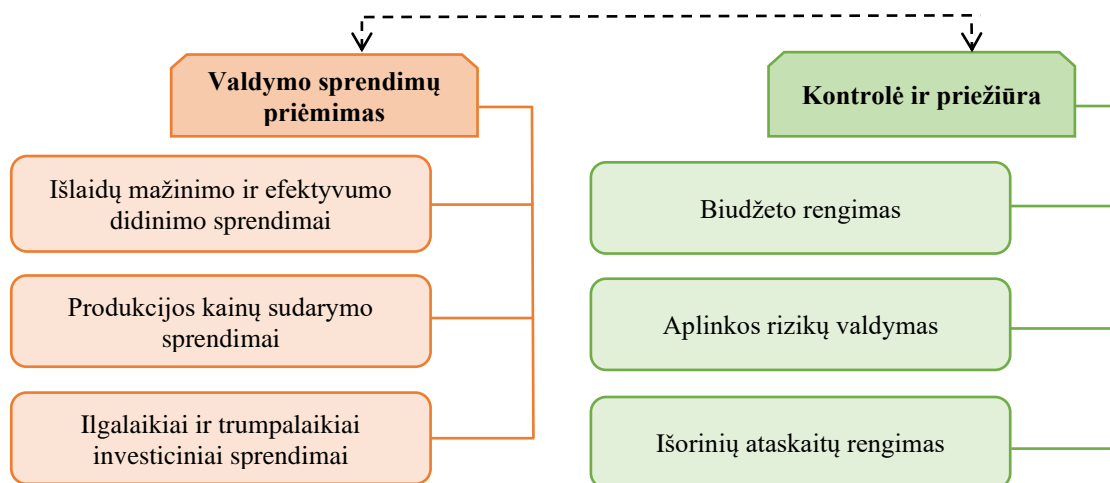 Valdymo sprendimų
priėmimas
Išlaidų mažinimo ir efektyvumo
didinimo sprendimai
Produkcijos kainų sudarymo
sprendimai
Ilgalaikiai ir trumpalaikiai
investiciniai sprendimai
Kontrolė ir priežiūra
Biudžeto rengimas
Aplinkos rizikų valdymas
Išorinių ataskaitų rengimas